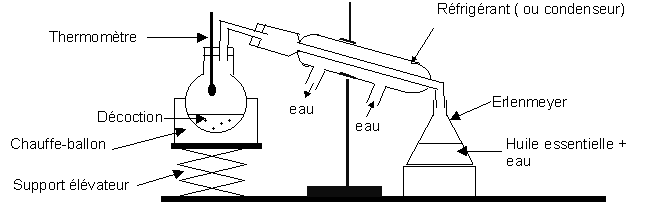 Réfrigérant ( ou condenseur)
Thermomètre
eau
eau
Erlenmeyer
Décoction
Chauffe-ballon
Huile essentielle +
eau
Support élévateur